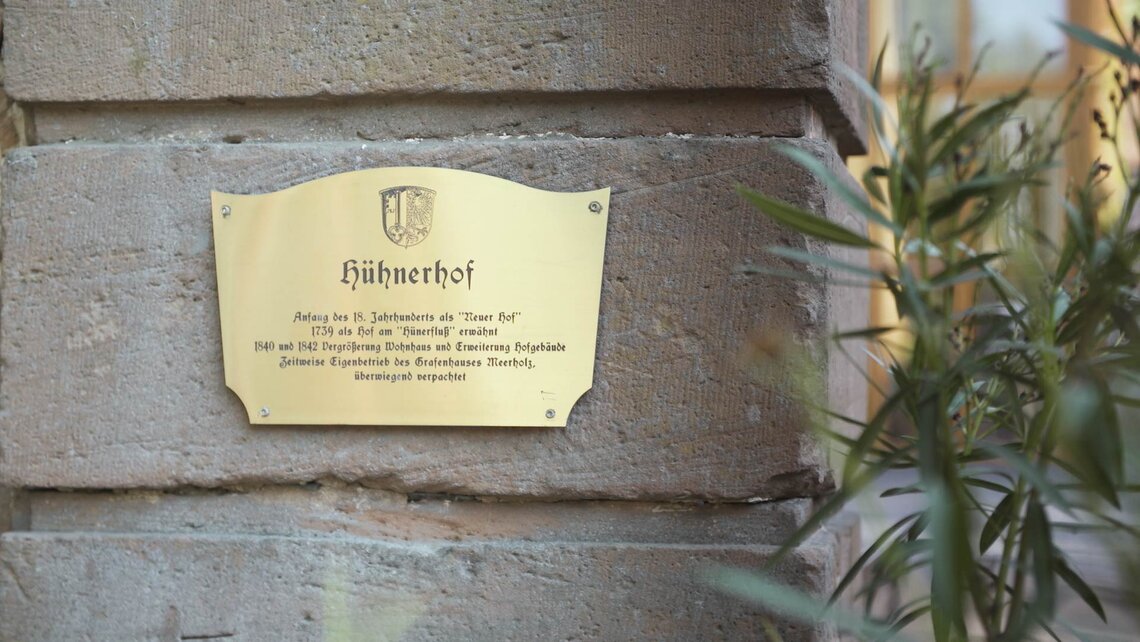 Hühnerhof
Anfang des 18. Jahrhunderts als "Neuer Hof"
1739 als Hof am "Hünerfluß" erwähnt
1840 und 1842 Vergrößerung Wohnhaus und Erweiterung Hofgebäude
Zeitweise Eigenbetrieb des Grafenhauses Meerholz,
überwiegend verpachtet